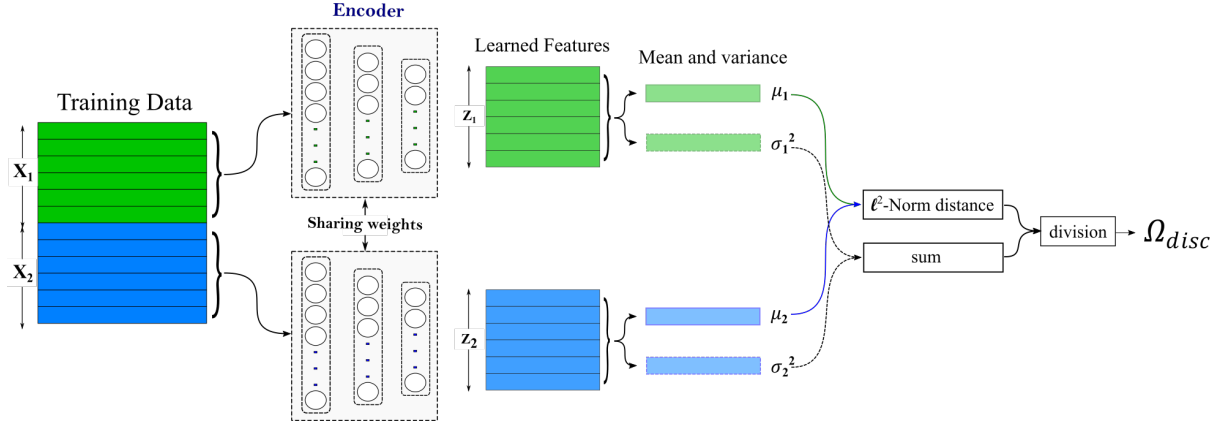 Encoder
Learned Features
Mean and variance
Training Data
X₁
Z₁
μ₁
σ₁²
ℓ²-Norm distance
Sharing weights
division
Ω_disc
sum
X₂
Z₂
μ₂
σ₂²